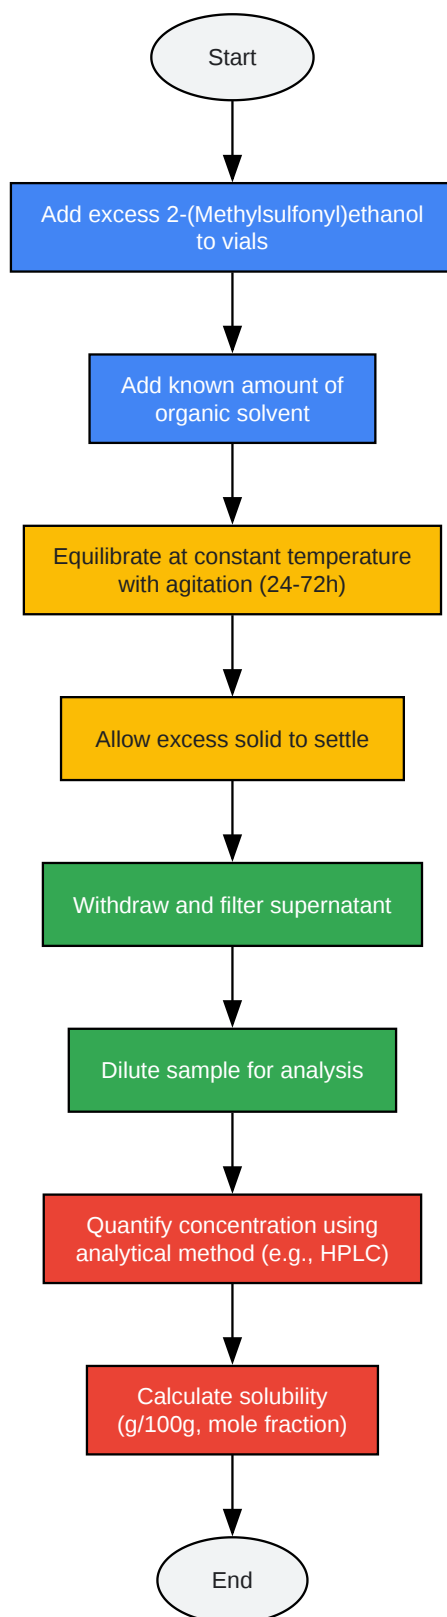 Start
Add excess 2-(Methylsulfonyl)ethanol
to vials
Add known amount of
organic solvent
Equilibrate at constant temperature
with agitation (24-72h)
Allow excess solid to settle
Withdraw and filter supernatant
Dilute sample for analysis
Quantify concentration using
analytical method (e.g., HPLC)
Calculate solubility
(g/100g, mole fraction)
End